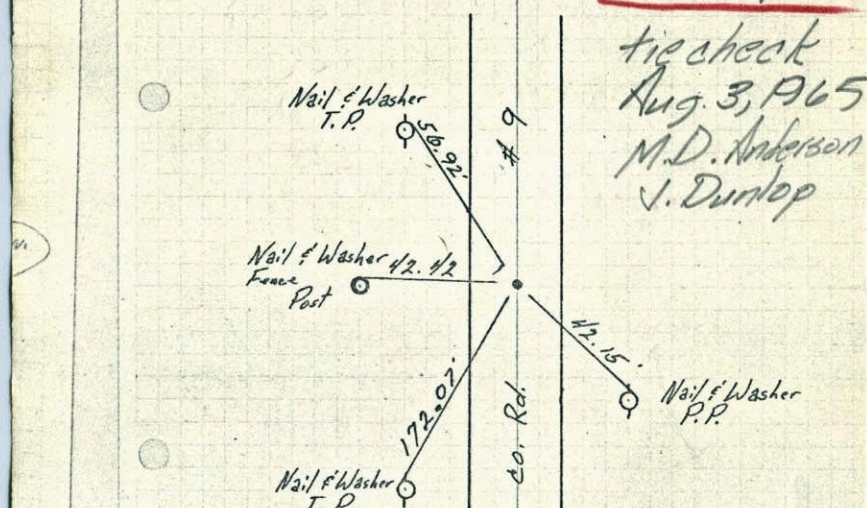 tie check
Aug. 3, 1965
M.D. Anderson
J. Dunlop
Nail & Washer
T.P.
56.92'
# 9
Nail & Washer
Fence
Post
42.42
42.15'
Nail & Washer
P.P.
172.07'
Co. Rd.
Nail & Washer
T.P.